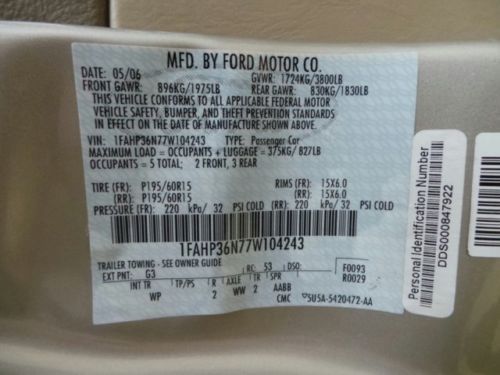 MFD. BY FORD MOTOR CO.
DATE: 05/06 GVWR: 1724KG/3800LB
FRONT GAWR: 896KG/1975LB REAR GAWR: 830KG/1830LB
THIS VEHICLE CONFORMS TO ALL APPLICABLE FEDERAL MOTOR
VEHICLE SAFETY, BUMPER, AND THEFT PREVENTION STANDARDS
IN EFFECT ON THE DATE OF MANUFACTURE SHOWN ABOVE.
VIN: 1FAHP36N77W104243 TYPE: Passenger Car
MAXIMUM LOAD = OCCUPANTS + LUGGAGE = 375KG/827LB
OCCUPANTS = 5 TOTAL: 2 FRONT, 3 REAR
TIRE (FR): P195/60R15 RIMS (FR): 15X6.0
(RR): P195/60R15 (RR): 15X6.0
PRESSURE (FR): 220 kPa/ 32 PSI COLD (RR): 220 kPa/ 32 PSI COLD
1FAHP36N77W104243
TRAILER TOWING - SEE OWNER GUIDE
EXT PNT: G3 RC: 53 DSO: F0093
INT TR TP/PS R AXLE TR SPR R0029
WP 2 WW 2 AABB
CMC 5U5A-5420472-AA
Personal Identification Number
DDS000847922